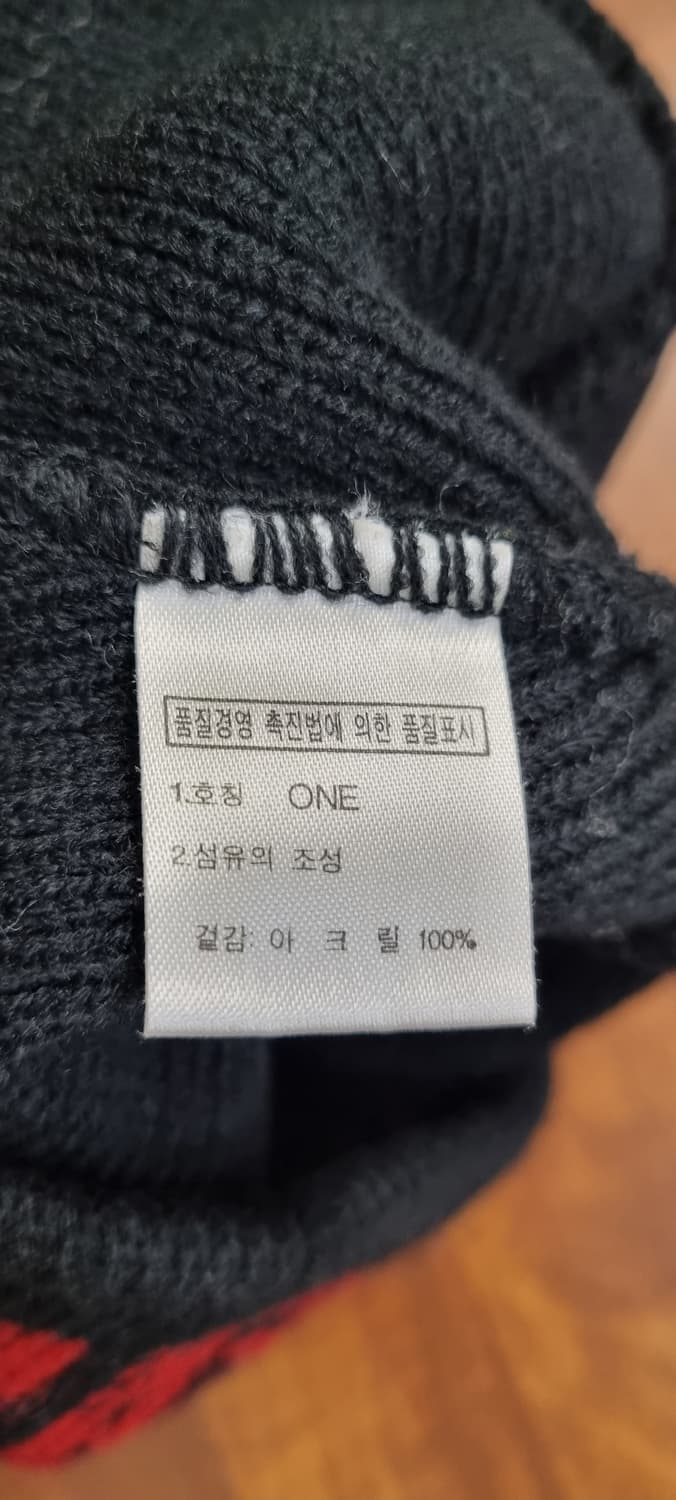 품질경영 촉진법에 의한 품질표시
1.호칭 ONE
2.섬유의 조성
겉감: 아 크 릴 100%